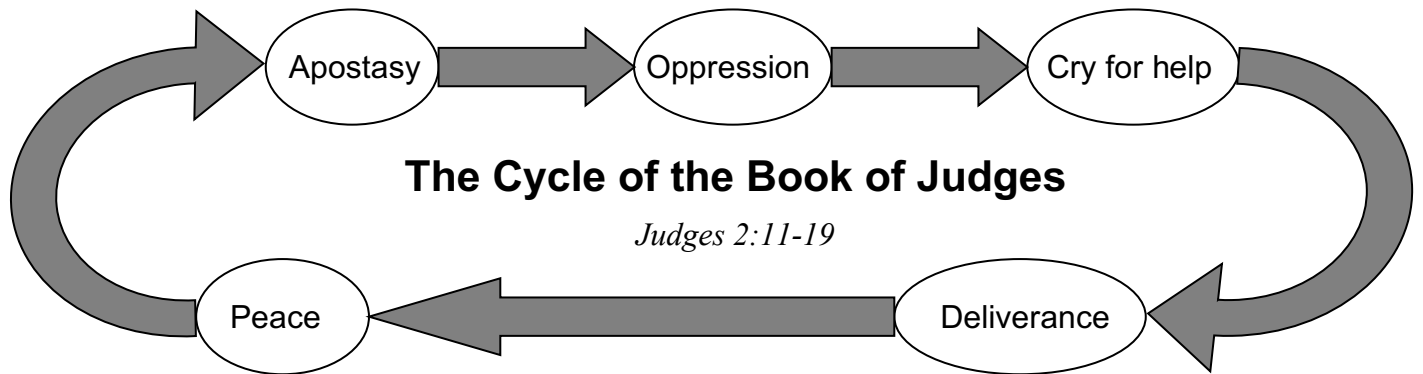 Apostasy
Oppression
Cry for help
The Cycle of the Book of Judges
Judges 2:11-19
Peace
Deliverance